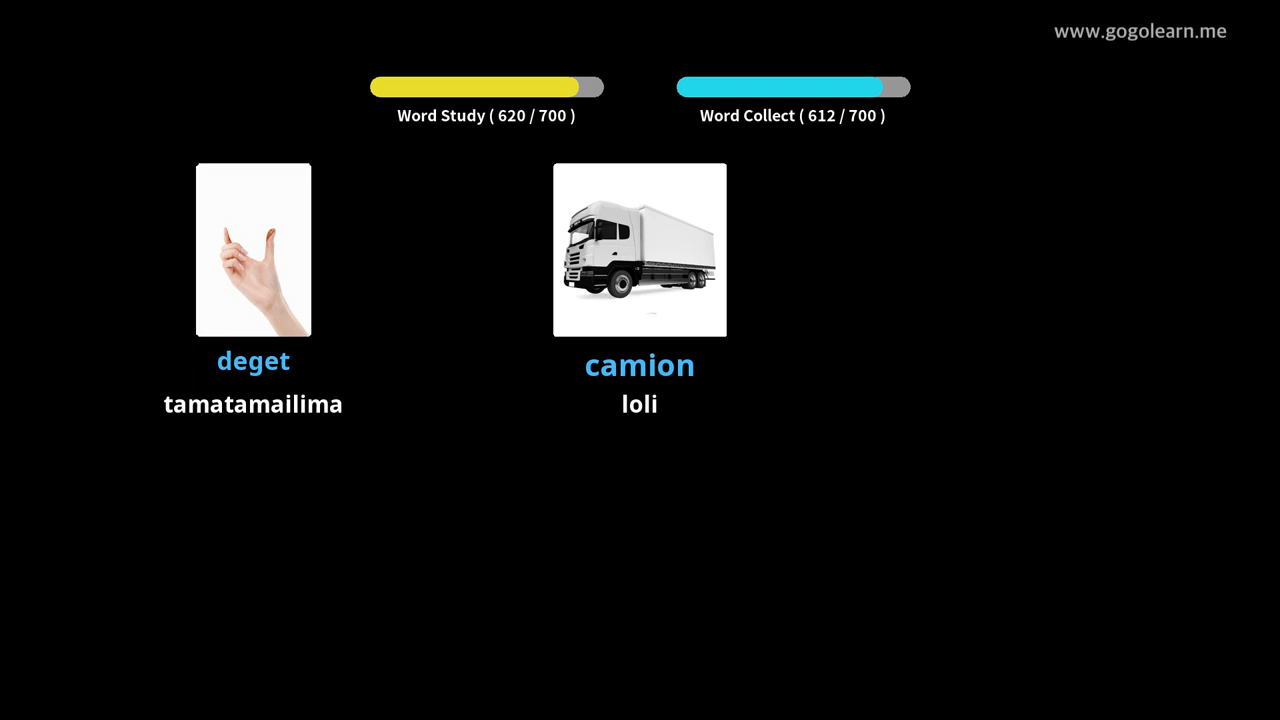 www.gogolearn.me
Word Study ( 620 / 700 )
Word Collect ( 612 / 700 )
deget
camion
tamatamailima
loli